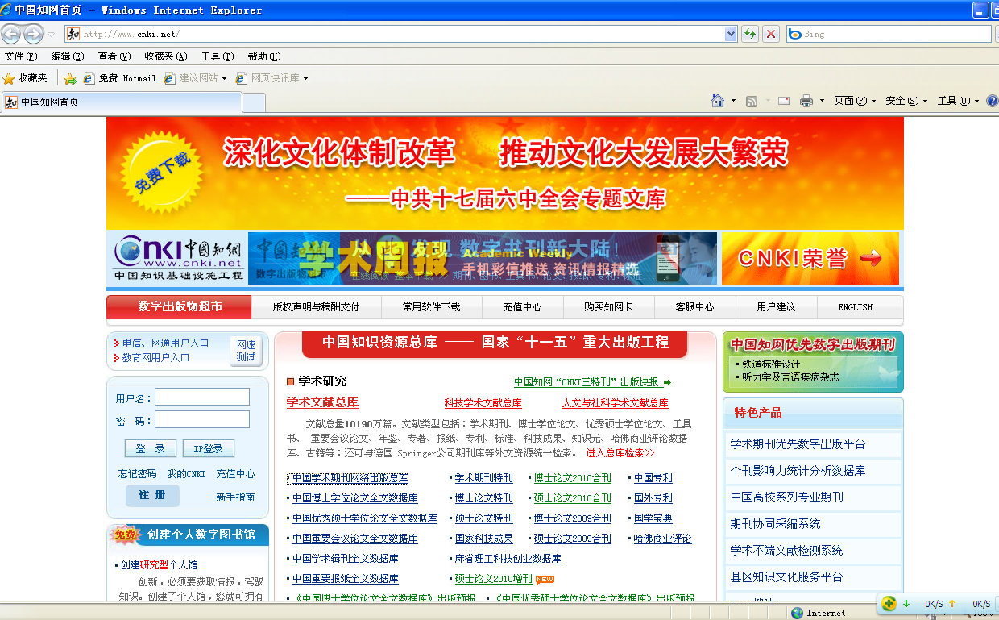 中国知网首页 - Windows Internet Explorer
http://www.cnki.net/
Bing
文件(F) 编辑(E) 查看(V) 收藏夹(A) 工具(T) 帮助(H)
收藏夹 免费 Hotmail 建议网站 网页快讯库
中国知网首页 页面(P) 安全(S) 工具(O)
深化文化体制改革 推动文化大发展大繁荣
免费下载
——中共十七届六中全会专题文库
CNKI中国知网
www.cnki.net
中国知识基础设施工程
学术周报
Academic Weekly
手机彩信推送 资讯情报精选
CNKI荣誉
数字出版物超市 版权声明与稿酬支付 常用软件下载 充值中心 购买知网卡 客服中心 用户建议 ENGLISH
电信、网通用户入口
教育网用户入口
网速
测试
用户名：
密 码：
登 录 IP登录
忘记密码 我的CNKI 充值中心
注 册 新手指南
免费 创建个人数字图书馆
创建研究型个人馆
创新，必须要获取情报，驾驭
知识。创建了个人馆，您就可拥有
中国知识资源总库 —— 国家“十一五”重大出版工程
学术研究 中国知网“CNKI三特刊”出版快报
学术文献总库 科技学术文献总库 人文与社科学术文献总库
文献总量10190万篇。文献类型包括：学术期刊、博士学位论文、优秀硕士学位论文、工具
书、 重要会议论文、年鉴、专著、报纸、专利、标准、科技成果、知识元、哈佛商业评论数据
库、古籍等；还可与德国 Springer公司期刊库等外文资源统一检索。 进入总库检索>>
中国学术期刊网络出版总库 学术期刊特刊 博士论文2010合刊 中国专利
中国博士学位论文全文数据库 博士论文特刊 硕士论文2010合刊 国外专利
中国优秀硕士学位论文全文数据库 硕士论文特刊 博士论文2009合刊 国学宝典
中国重要会议论文全文数据库 国家科技成果 硕士论文2009合刊 哈佛商业评论
中国学术辑刊全文数据库 麻省理工科技创业数据库
中国重要报纸全文数据库 硕士论文2010增刊 NEW
《中国博士学位论文全文数据库》出版预报 《中国优秀硕士学位论文全文数据库》出版预报
中国知网优先数字出版期刊
铁道标准设计
听力学及言语疾病杂志
特色产品
学术期刊优先数字出版平台
个刊影响力统计分析数据库
中国高校系列专业期刊
期刊协同采编系统
学术不端文献检测系统
县区知识文化服务平台
0K/S 0K/S
Internet